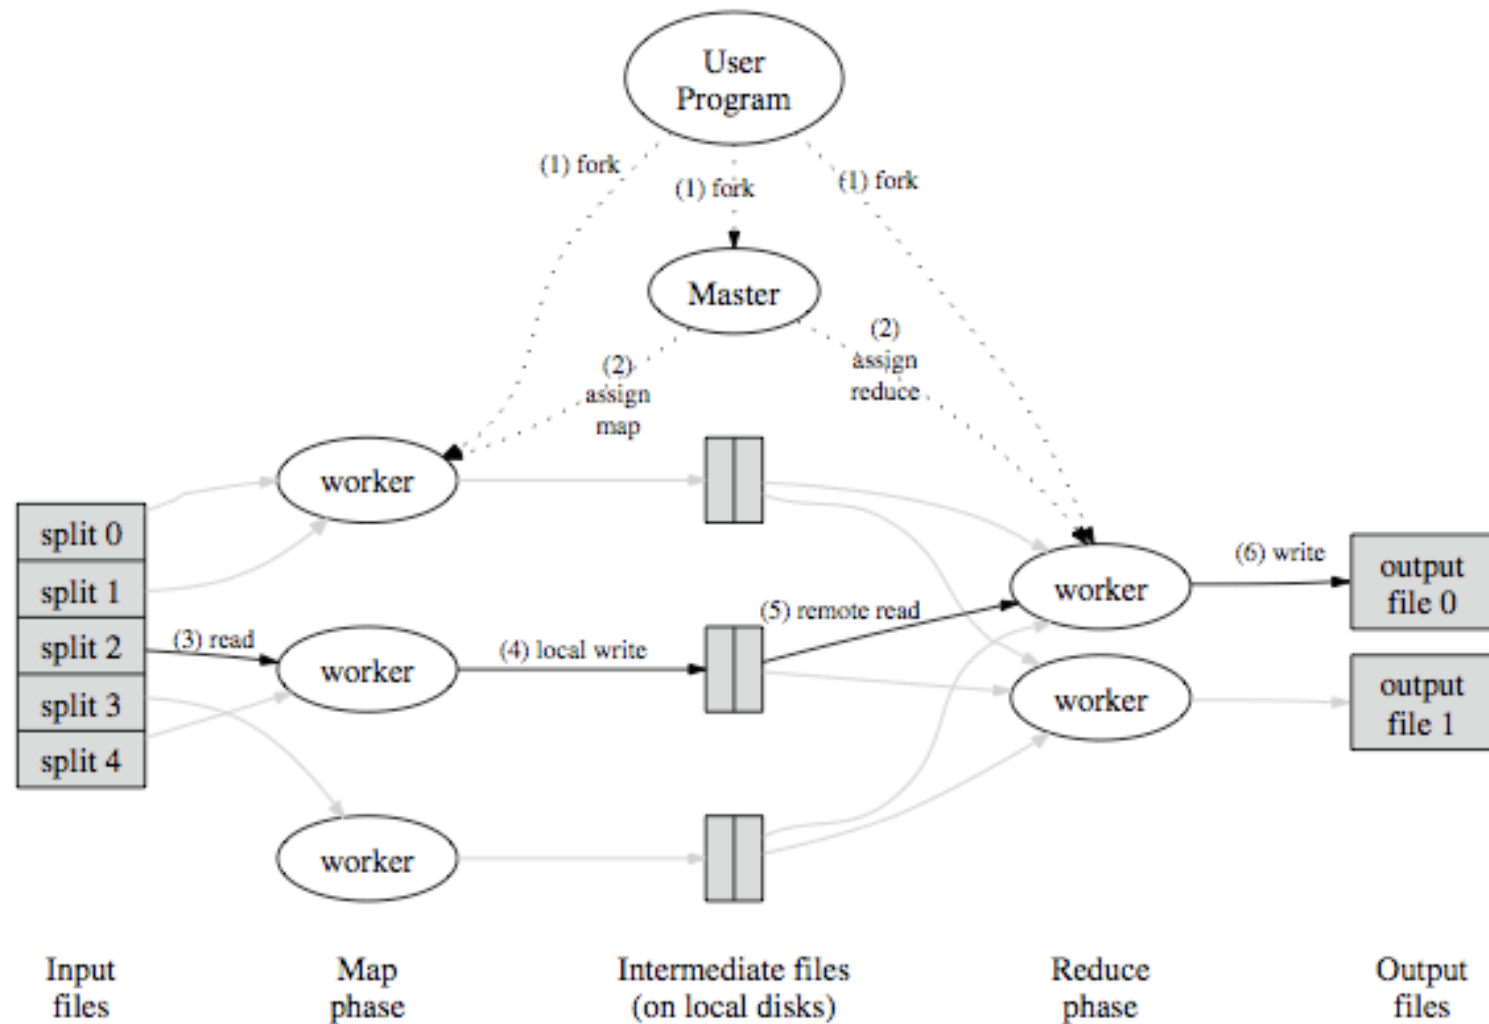 User
Program
(1) fork
(1) fork
(1) fork
Master
(2)
assign
map
(2)
assign
reduce
worker
split 0
split 1
split 2
split 3
split 4
(3) read
worker
(4) local write
(5) remote read
worker
(6) write
output
file 0
worker
output
file 1
worker
Input
files
Map
phase
Intermediate files
(on local disks)
Reduce
phase
Output
files